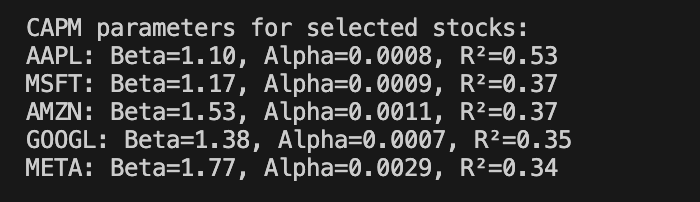 CAPM parameters for selected stocks:
AAPL: Beta=1.10, Alpha=0.0008, R²=0.53
MSFT: Beta=1.17, Alpha=0.0009, R²=0.37
AMZN: Beta=1.53, Alpha=0.0011, R²=0.37
GOOGL: Beta=1.38, Alpha=0.0007, R²=0.35
META: Beta=1.77, Alpha=0.0029, R²=0.34